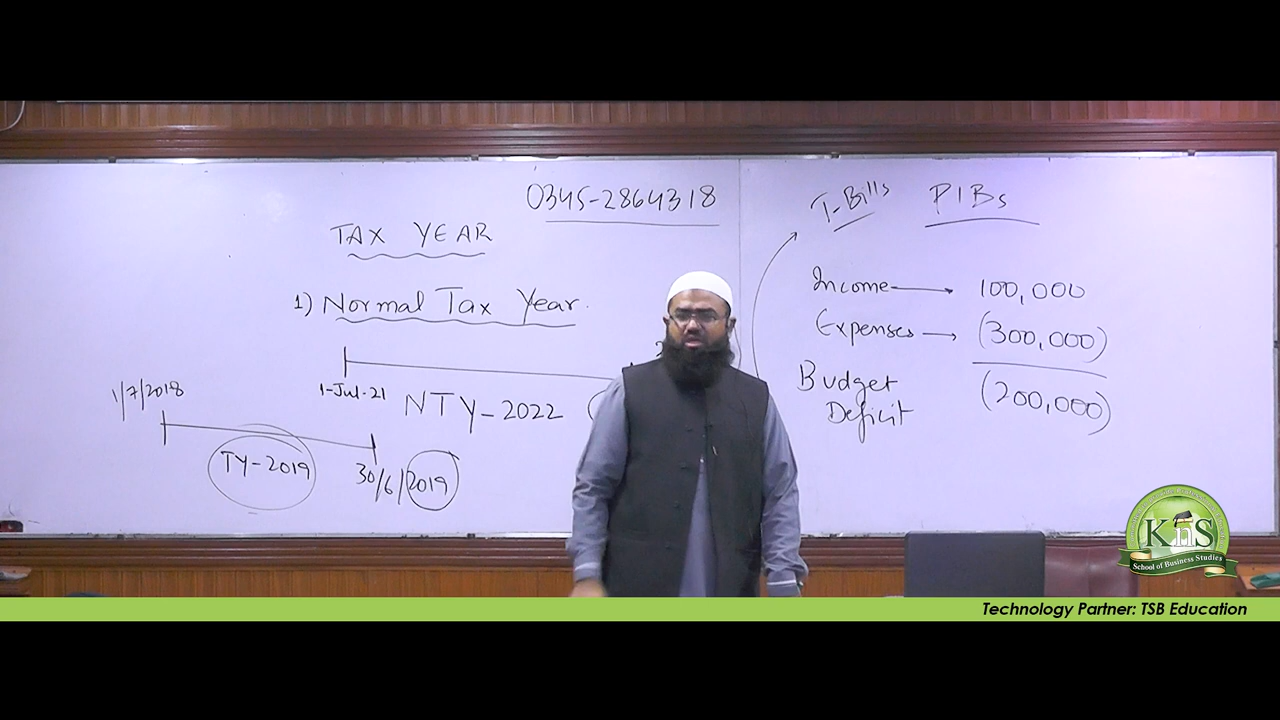 0345-2864318
TAX YEAR
1) Normal Tax Year.
1-Jul-21
NTY-2022 (
1/7/2018
TY-2019
30/6/2019
T-Bills PIBs
Income 100,000
Expenses (300,000)
Budget
Deficit (200,000)
KnS
School of Business Studies
Technology Partner: TSB Education